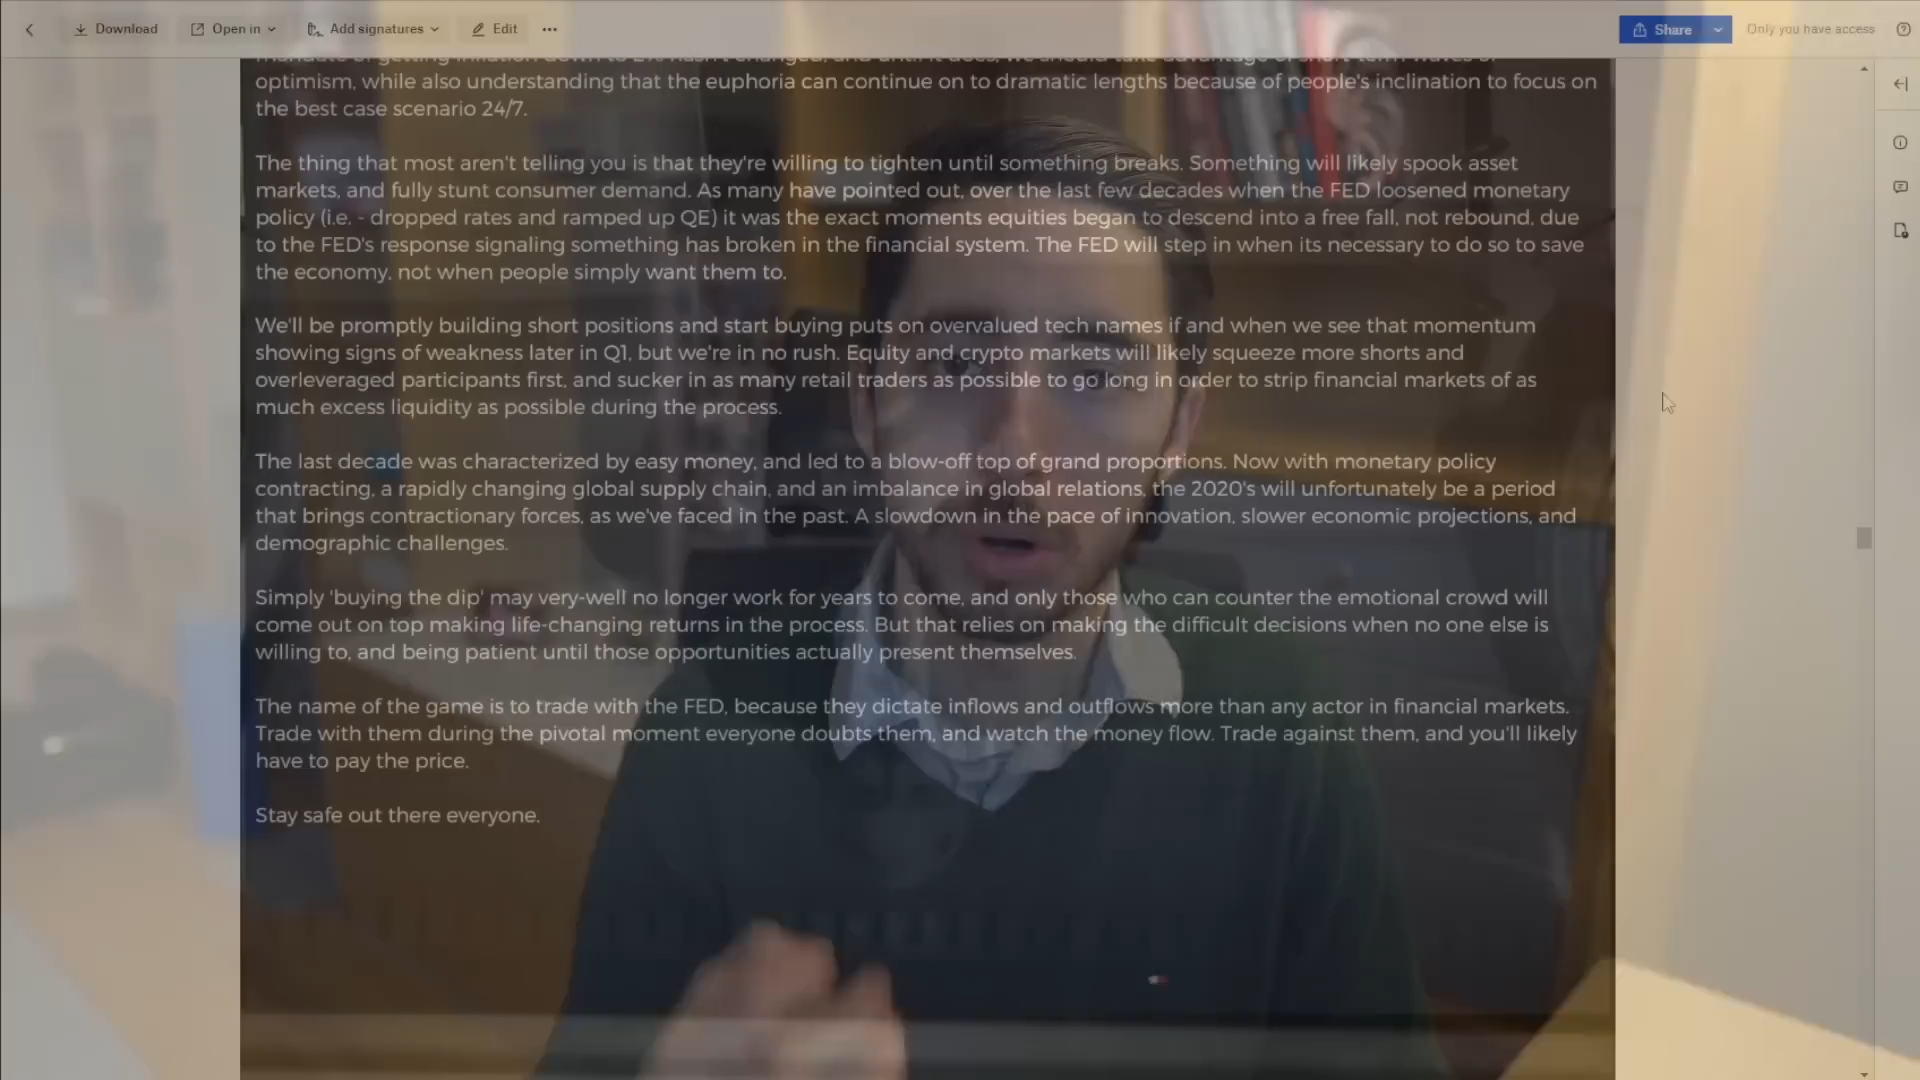 Download
Open in
Add signatures
Edit
Share
Only you have access
optimism, while also understanding that the euphoria can continue on to dramatic lengths because of people's inclination to focus on
the best case scenario 24/7.
The thing that most aren't telling you is that they're willing to tighten until something breaks. Something will likely spook asset
markets, and fully stunt consumer demand. As many have pointed out, over the last few decades when the FED loosened monetary
policy (i.e. - dropped rates and ramped up QE) it was the exact moments equities began to descend into a free fall, not rebound, due
to the FED's response signaling something has broken in the financial system. The FED will step in when its necessary to do so to save
the economy, not when people simply want them to.
We'll be promptly building short positions and start buying puts on overvalued tech names if and when we see that momentum
showing signs of weakness later in Q1, but we're in no rush. Equity and crypto markets will likely squeeze more shorts and
overleveraged participants first, and sucker in as many retail traders as possible to go long in order to strip financial markets of as
much excess liquidity as possible during the process.
The last decade was characterized by easy money, and led to a blow-off top of grand proportions. Now with monetary policy
contracting, a rapidly changing global supply chain, and an imbalance in global relations, the 2020's will unfortunately be a period
that brings contractionary forces, as we've faced in the past. A slowdown in the pace of innovation, slower economic projections, and
demographic challenges.
Simply 'buying the dip' may very-well no longer work for years to come, and only those who can counter the emotional crowd will
come out on top making life-changing returns in the process. But that relies on making the difficult decisions when no one else is
willing to, and being patient until those opportunities actually present themselves.
The name of the game is to trade with the FED, because they dictate inflows and outflows more than any actor in financial markets.
Trade with them during the pivotal moment everyone doubts them, and watch the money flow. Trade against them, and you'll likely
have to pay the price.
Stay safe out there everyone.